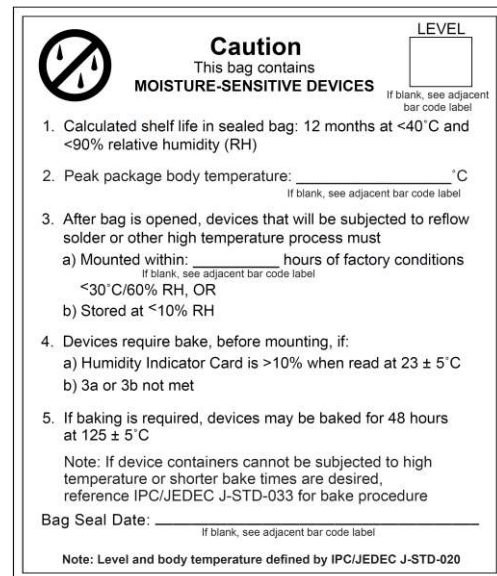 LEVEL
Caution
This bag contains
MOISTURE-SENSITIVE DEVICES
If blank, see adjacent
bar code label
1. Calculated shelf life in sealed bag: 12 months at <40˚C and
<90% relative humidity (RH)
2. Peak package body temperature: ____________________˚C
If blank, see adjacent bar code label
3. After bag is opened, devices that will be subjected to reflow
solder or other high temperature process must
a) Mounted within: __________ hours of factory conditions
If blank, see adjacent bar code label
<30˚C/60% RH, OR
b) Stored at <10% RH
4. Devices require bake, before mounting, if:
a) Humidity Indicator Card is >10% when read at 23 ± 5˚C
b) 3a or 3b not met
5. If baking is required, devices may be baked for 48 hours
at 125 ± 5˚C
Note: If device containers cannot be subjected to high
temperature or shorter bake times are desired,
reference IPC/JEDEC J-STD-033 for bake procedure
Bag Seal Date: ____________________
If blank, see adjacent bar code label
Note: Level and body temperature defined by IPC/JEDEC J-STD-020